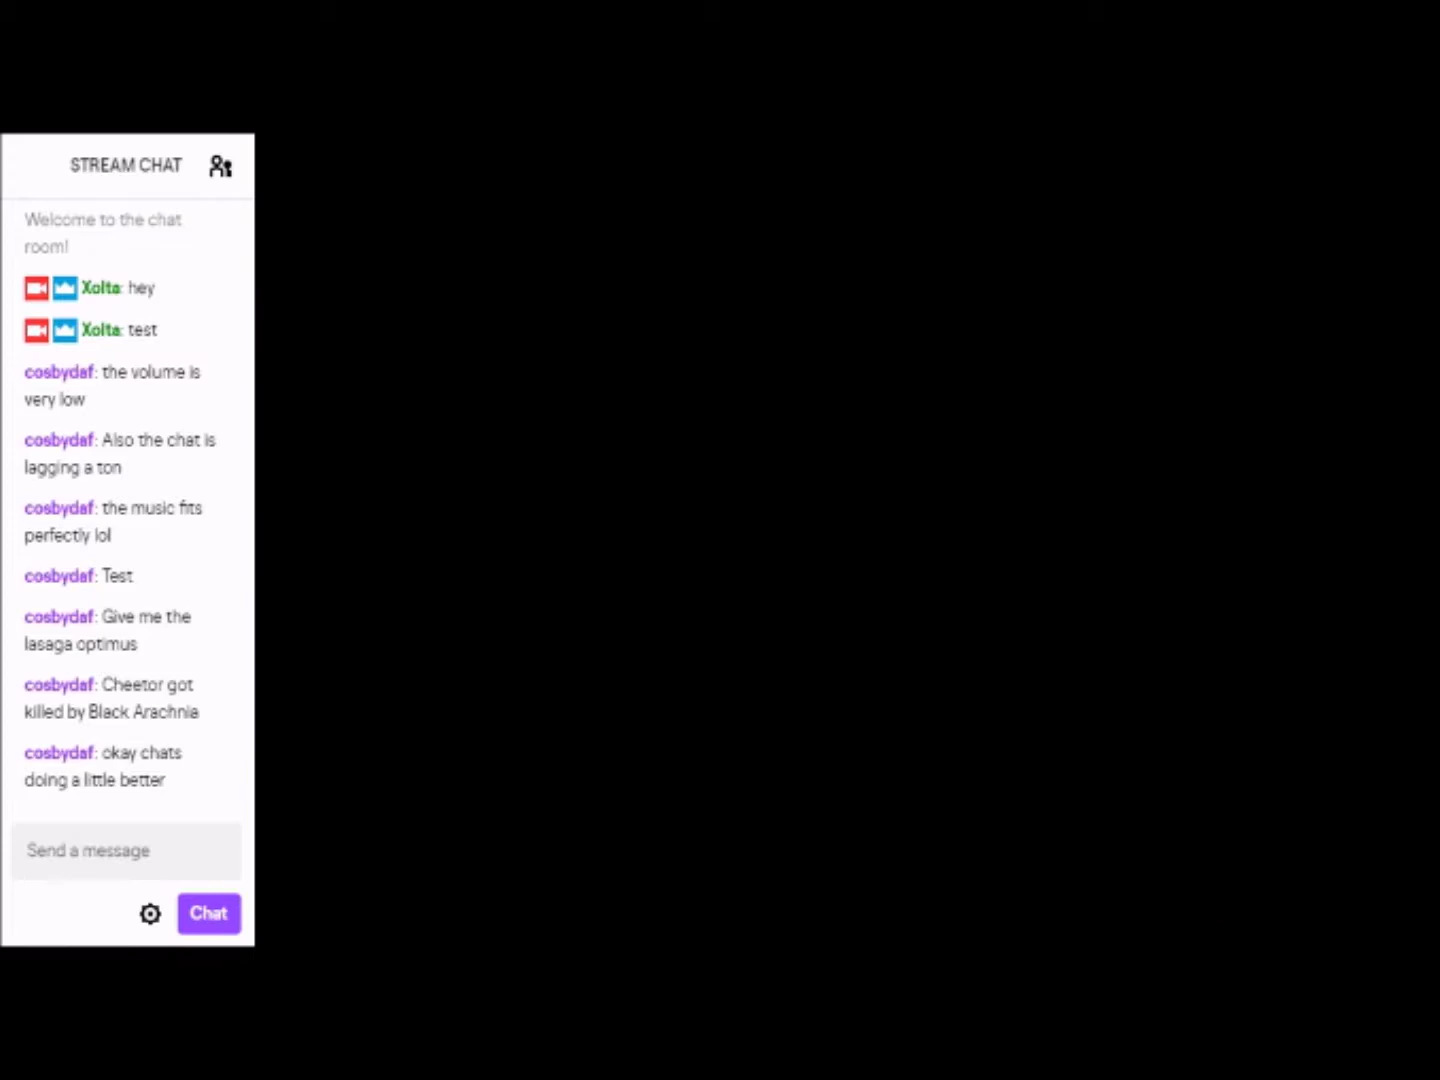 STREAM CHAT
Welcome to the chat
room!
Xolta: hey
Xolta: test
cosbydaf: the volume is
very low
cosbydaf: Also the chat is
lagging a ton
cosbydaf: the music fits
perfectly lol
cosbydaf: Test
cosbydaf: Give me the
lasaga optimus
cosbydaf: Cheetor got
killed by Black Arachnia
cosbydaf: okay chats
doing a little better
Send a message
Chat